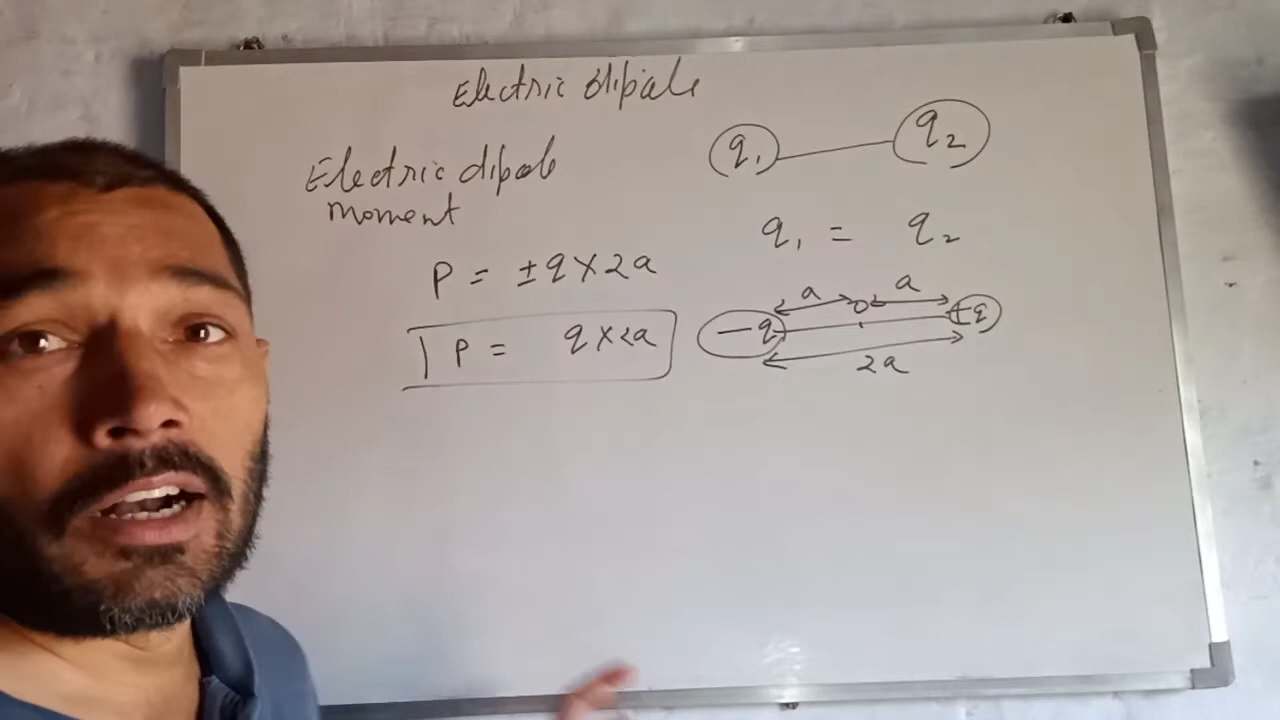 Electric dipole
Electric dipole
moment
P = ±q×2a
P = q×2a
q₁ q₂
q₁ = q₂
a o a
-q +q
2a